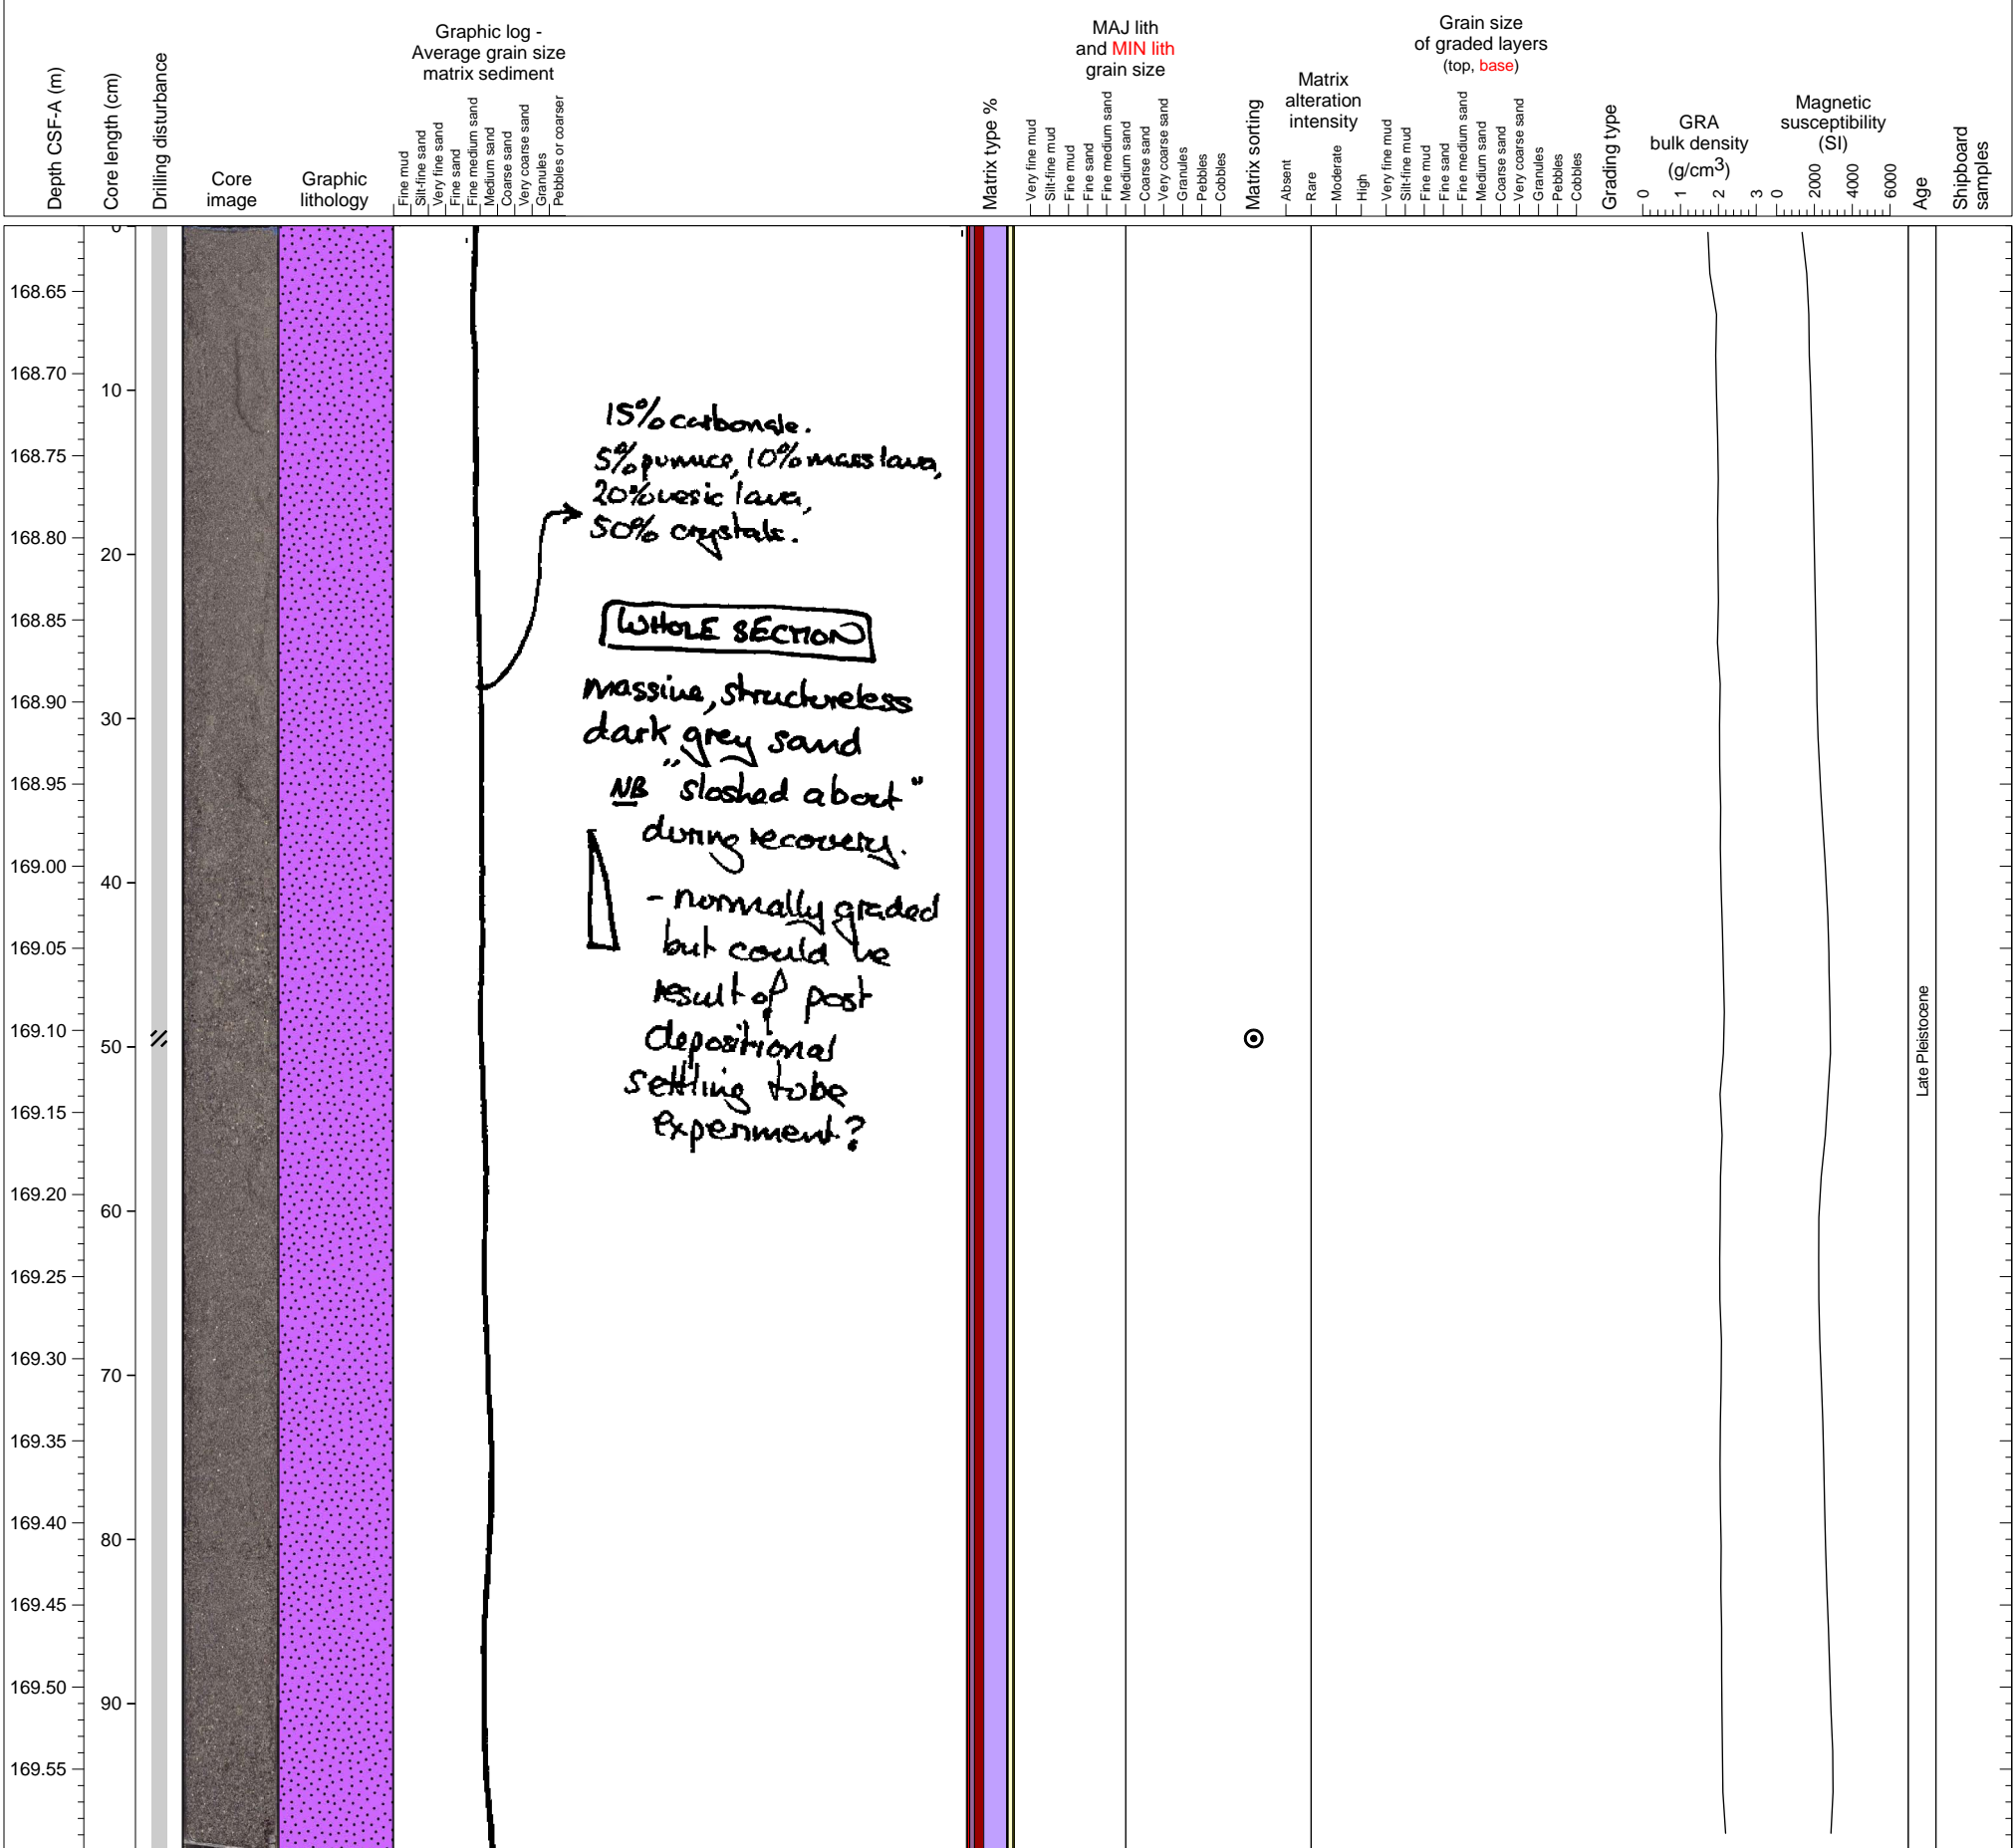 Depth CSF-A (m)
Core length (cm)
Drilling disturbance
Core
image
Graphic
lithology
Graphic log -
Average grain size
matrix sediment
Fine mud
Silt-fine sand
Very fine sand
Fine sand
Fine medium sand
Medium sand
Coarse sand
Very coarse sand
Granules
Pebbles or coarser
Matrix type %
MAJ lith
and MIN lith
grain size
Very fine mud
Silt-fine mud
Fine mud
Fine sand
Fine medium sand
Medium sand
Coarse sand
Very coarse sand
Granules
Pebbles
Cobbles
Matrix sorting
Matrix
alteration
intensity
Absent
Rare
Moderate
High
Grain size
of graded layers
(top, base)
Very fine mud
Silt-fine mud
Fine mud
Fine sand
Fine medium sand
Medium sand
Coarse sand
Very coarse sand
Granules
Pebbles
Cobbles
Grading type
GRA
bulk density
(g/cm3)
0 1 2 3
Magnetic
susceptibility
(SI)
0 2000 4000 6000
Age
Shipboard
samples
168.65
168.70
168.75
168.80
168.85
168.90
168.95
169.00
169.05
169.10
169.15
169.20
169.25
169.30
169.35
169.40
169.45
169.50
169.55
0
10
20
30
40
50
60
70
80
90
15% carbonate.
5% pumice, 10% mass lava,
20% vesic lava,
50% crystals.
WHOLE SECTION
massive, structureless
dark grey sand
NB "sloshed about"
during recovery.
- normally graded
but could be
result of post
depositional
settling tobe
experiment?
Late Pleistocene